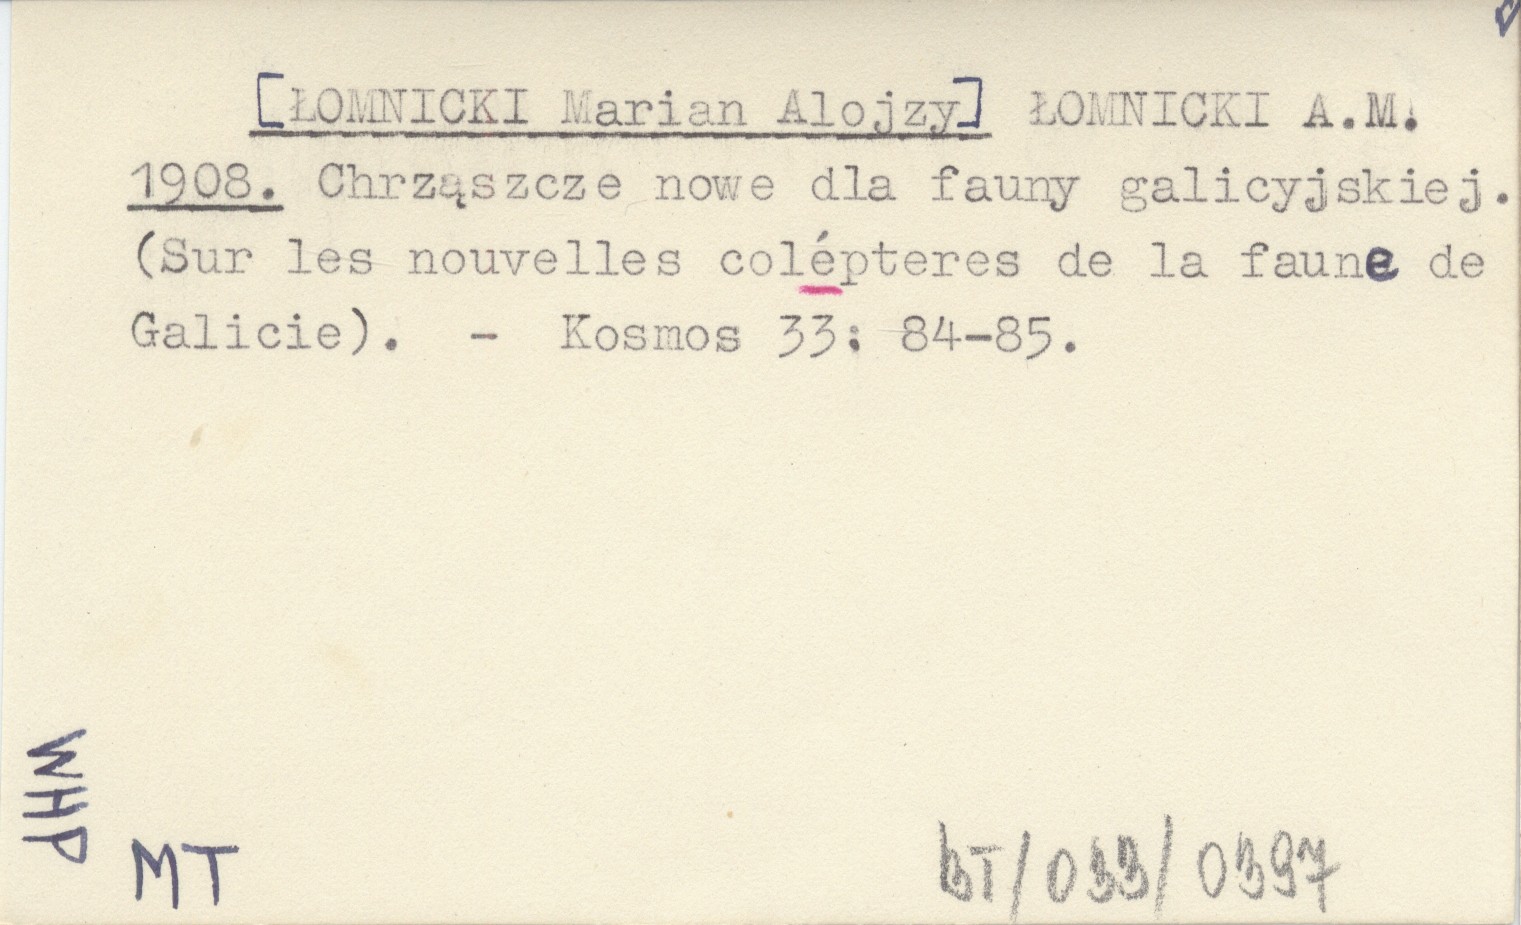 [ŁOMNICKI Marian Alojzy] ŁOMNICKI A.M.
1908. Chrząszcze nowe dla fauny galicyjskiej.
(Sur les nouvelles colépteres de la faune de
Galicie). - Kosmos 33: 84-85.
WHP
MT
BT/033/0397